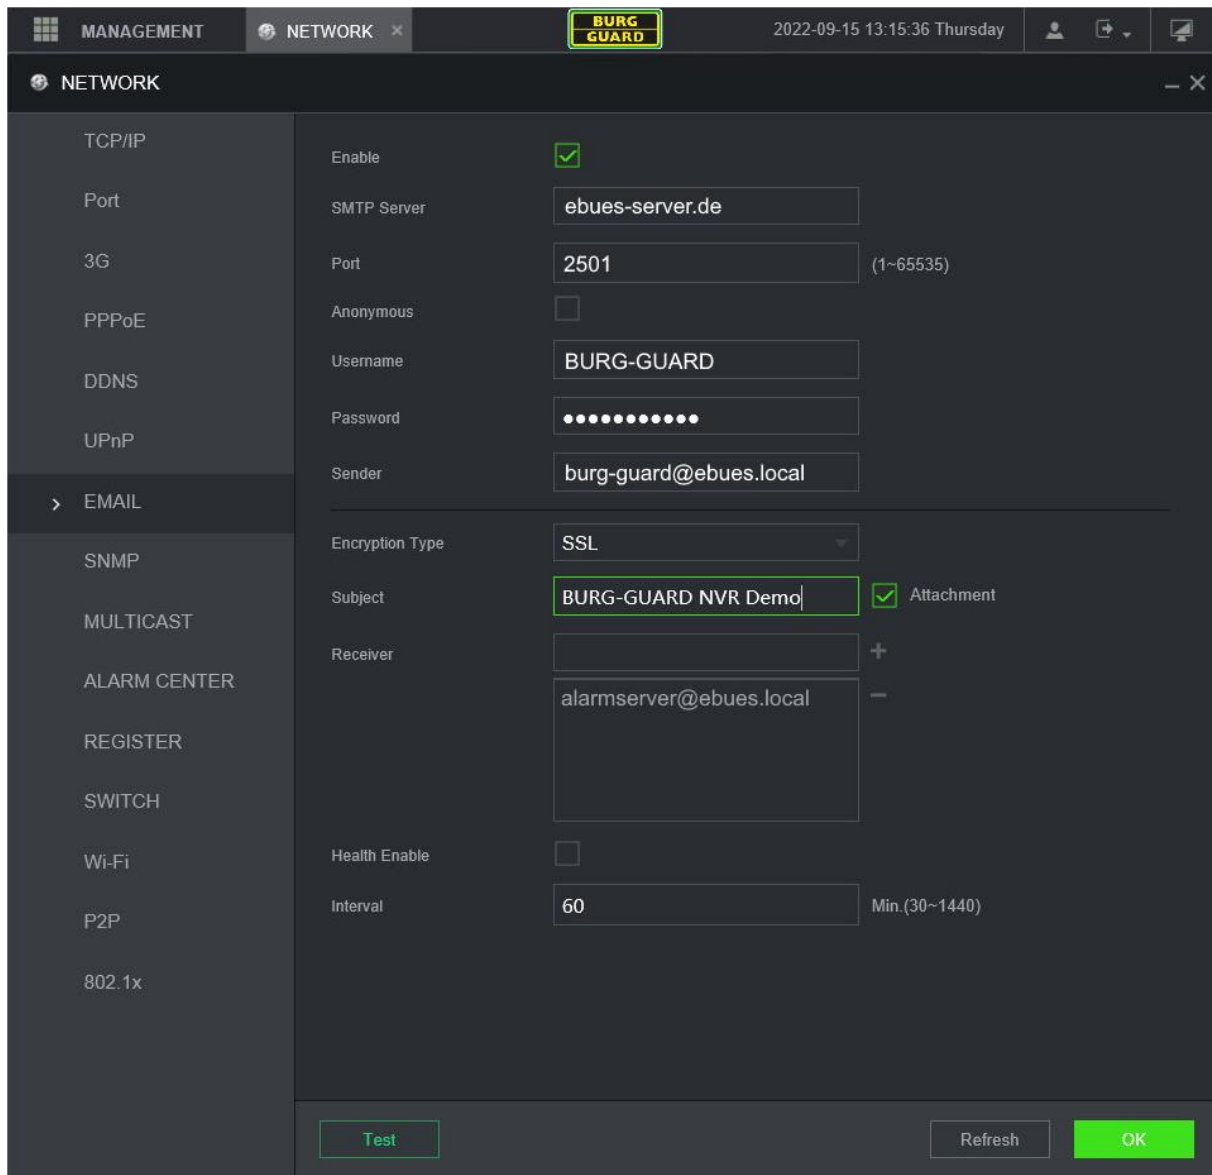 MANAGEMENT NETWORK × BURG GUARD 2022-09-15 13:15:36 Thursday
NETWORK
TCP/IP
Port
3G
PPPoE
DDNS
UPnP
EMAIL
SNMP
MULTICAST
ALARM CENTER
REGISTER
SWITCH
Wi-Fi
P2P
802.1x
Enable
SMTP Server ebues-server.de
Port 2501 (1~65535)
Anonymous
Username BURG-GUARD
Password ●●●●●●●●●●●
Sender burg-guard@ebues.local
Encryption Type SSL
Subject BURG-GUARD NVR Demo Attachment
Receiver
alarmserver@ebues.local
Health Enable
Interval 60 Min.(30~1440)
Test Refresh OK